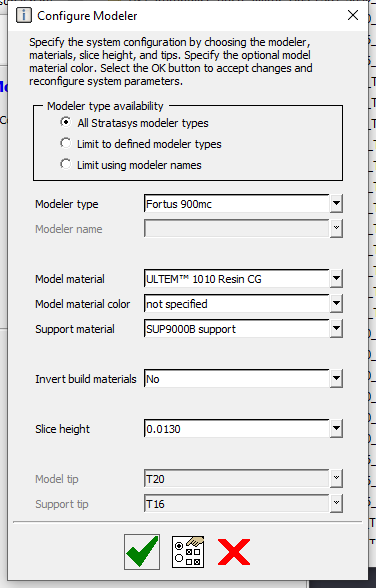 Configure Modeler
Specify the system configuration by choosing the modeler,
materials, slice height, and tips. Specify the optional model
material color. Select the OK button to accept changes and
reconfigure system parameters.
Modeler type availability
All Stratasys modeler types
Limit to defined modeler types
Limit using modeler names
Modeler type Fortus 900mc
Modeler name
Model material ULTEM™ 1010 Resin CG
Model material color not specified
Support material SUP9000B support
Invert build materials No
Slice height 0.0130
Model tip T20
Support tip T16